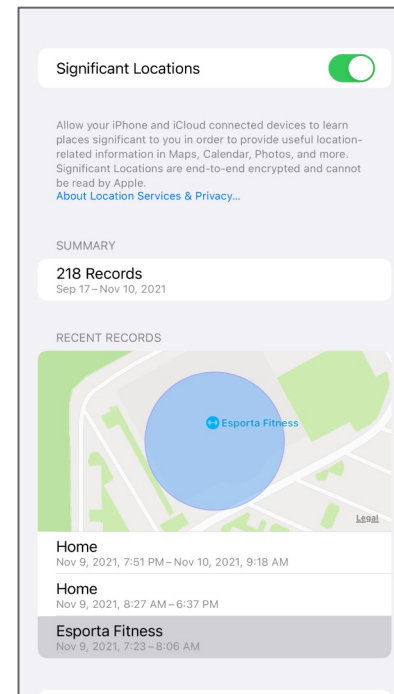 Significant Locations
Allow your iPhone and iCloud connected devices to learn
places significant to you in order to provide useful location-
related information in Maps, Calendar, Photos, and more.
Significant Locations are end-to-end encrypted and cannot
be read by Apple.
About Location Services & Privacy...
SUMMARY
218 Records
Sep 17 – Nov 10, 2021
RECENT RECORDS
Esporta Fitness
Legal
Home
Nov 9, 2021, 7:51 PM – Nov 10, 2021, 9:18 AM
Home
Nov 9, 2021, 8:27 AM – 6:37 PM
Esporta Fitness
Nov 9, 2021, 7:23 – 8:06 AM